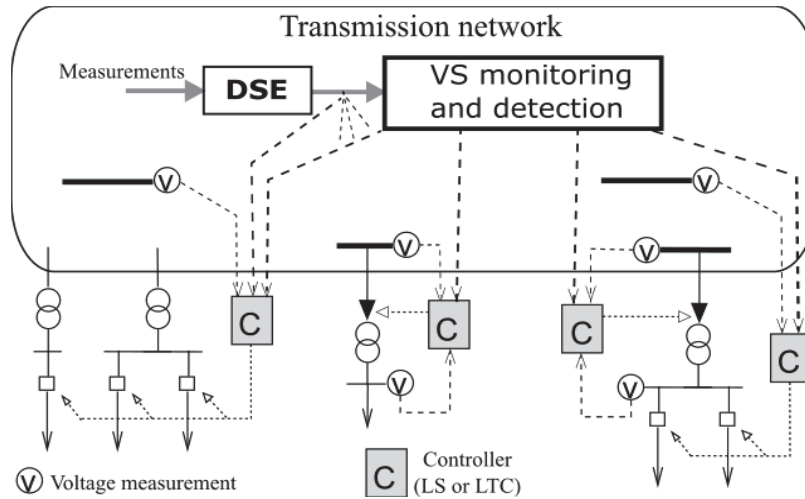 Transmission network
Measurements
DSE
VS monitoring
and detection
V
V
V
V
V
V
V
C
C
C
C
V Voltage measurement
C
Controller
(LS or LTC)